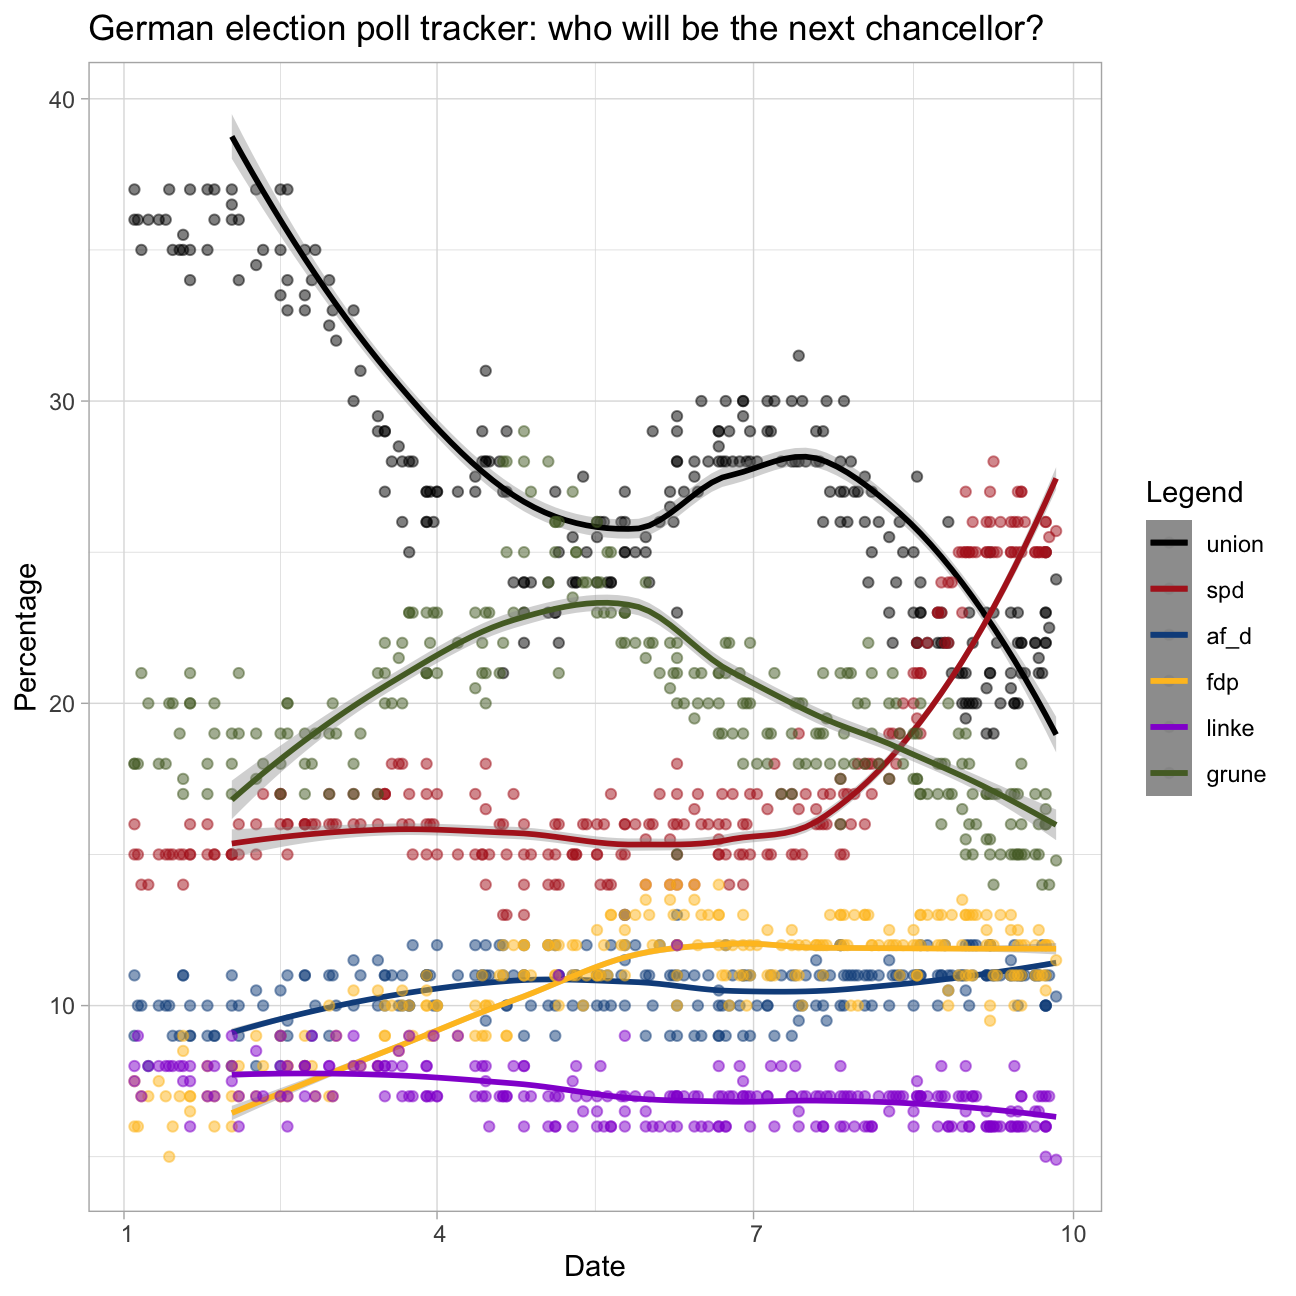 German election poll tracker: who will be the next chancellor?
40
30
20
10
Percentage
1
4
7
10
Date
Legend
union
spd
af_d
fdp
linke
grune